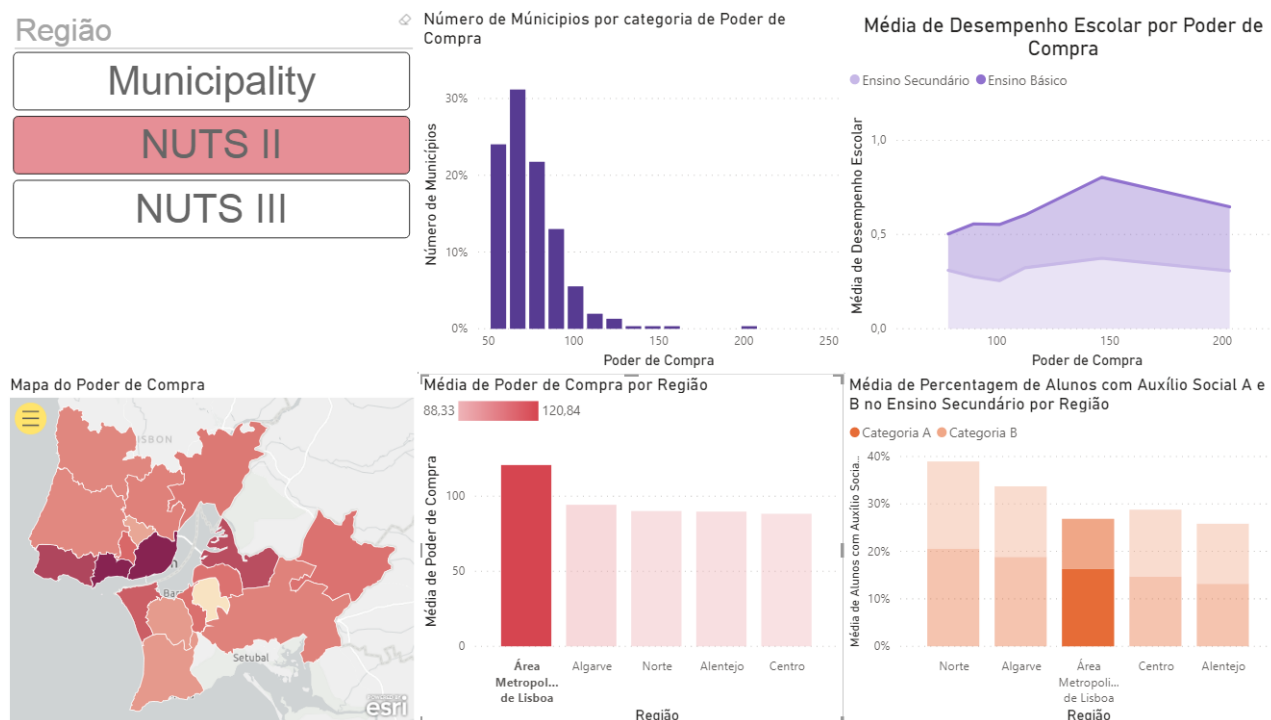 Região
Municipality
NUTS II
NUTS III
Número de Múnicipios por categoria de Poder de
Compra
Número de Municípios
30%
20%
10%
0%
50
100
150
200
250
Poder de Compra
Média de Desempenho Escolar por Poder de
Compra
Ensino Secundário
Ensino Básico
Média de Desempenho Escolar
1,0
0,5
0,0
100
150
200
Poder de Compra
Mapa do Poder de Compra
Setubal
esri
Média de Poder de Compra por Região
88,33
120,84
Média de Poder de Compra
100
50
0
Área
Metropol...
de Lisboa
Algarve
Norte
Alentejo
Centro
Região
Média de Percentagem de Alunos com Auxílio Social A e
B no Ensino Secundário por Região
Categoria A
Categoria B
Média de Alunos com Auxílio Socia...
40%
30%
20%
10%
0%
Norte
Algarve
Área
Metropoli...
de Lisboa
Centro
Alentejo
Região